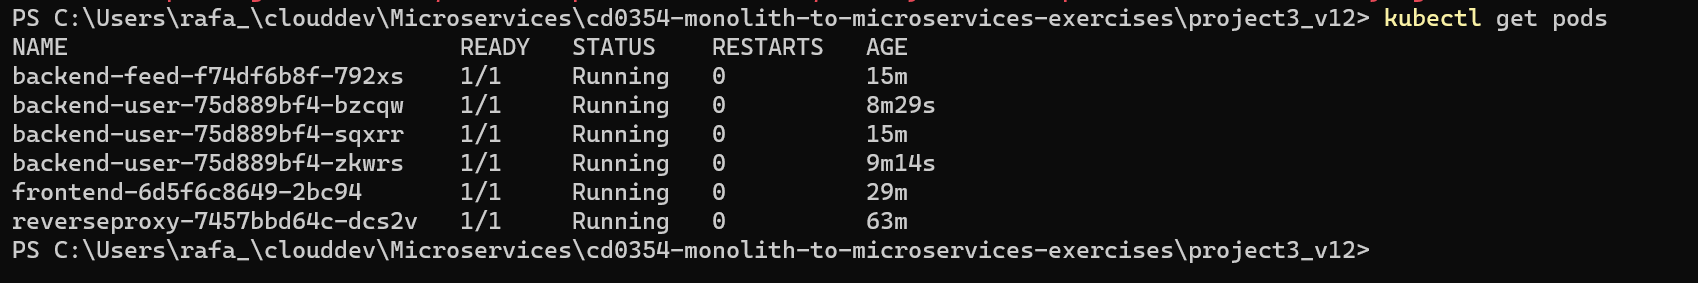 PS C:\Users\rafa_\clouddev\Microservices\cd0354-monolith-to-microservices-exercises\project3_v12> kubectl get pods
NAME READY STATUS RESTARTS AGE
backend-feed-f74df6b8f-792xs 1/1 Running 0 15m
backend-user-75d889bf4-bzcqw 1/1 Running 0 8m29s
backend-user-75d889bf4-sqxrr 1/1 Running 0 15m
backend-user-75d889bf4-zkwrs 1/1 Running 0 9m14s
frontend-6d5f6c8649-2bc94 1/1 Running 0 29m
reverseproxy-7457bbd64c-dcs2v 1/1 Running 0 63m
PS C:\Users\rafa_\clouddev\Microservices\cd0354-monolith-to-microservices-exercises\project3_v12>